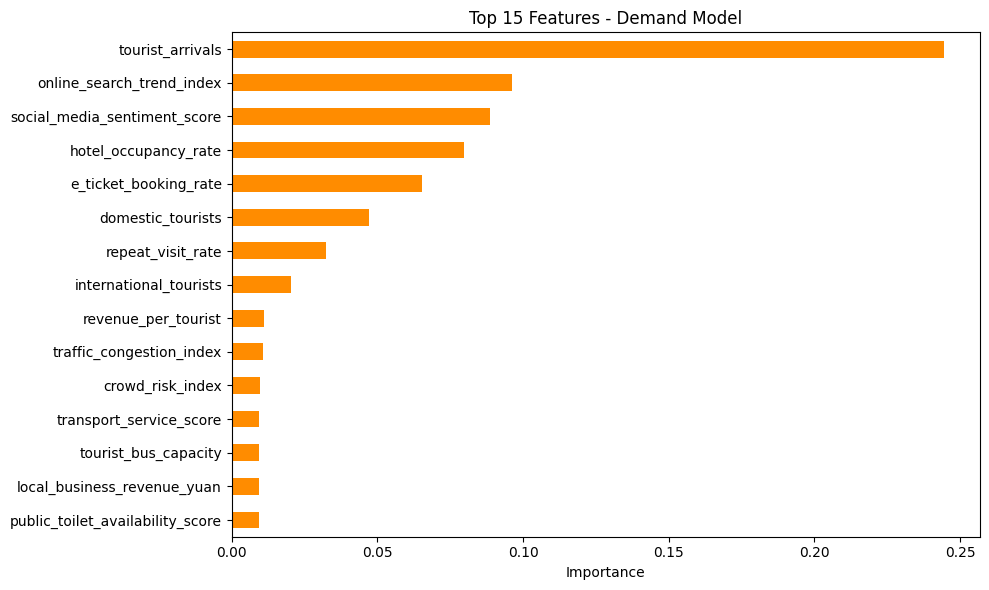 Top 15 Features - Demand Model
tourist_arrivals
online_search_trend_index
social_media_sentiment_score
hotel_occupancy_rate
e_ticket_booking_rate
domestic_tourists
repeat_visit_rate
international_tourists
revenue_per_tourist
traffic_congestion_index
crowd_risk_index
transport_service_score
tourist_bus_capacity
local_business_revenue_yuan
public_toilet_availability_score
0.00 0.05 0.10 0.15 0.20 0.25
Importance